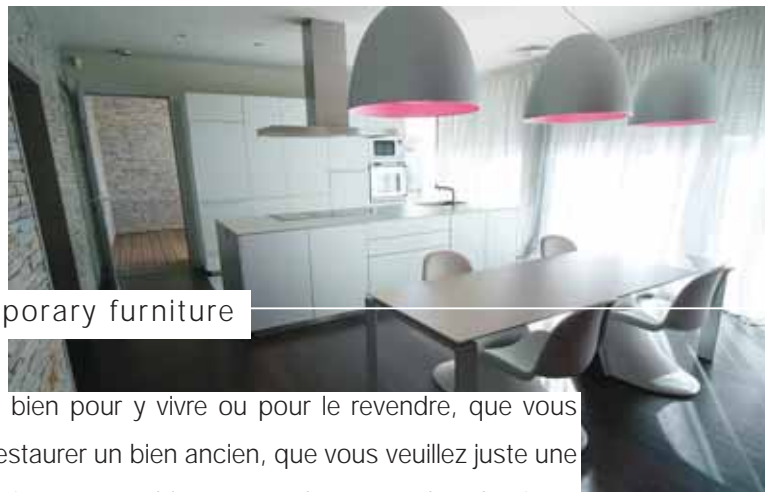 porary furniture
bien pour y vivre ou pour le revendre, que vous
estaurer un bien ancien, que vous veuillez juste une